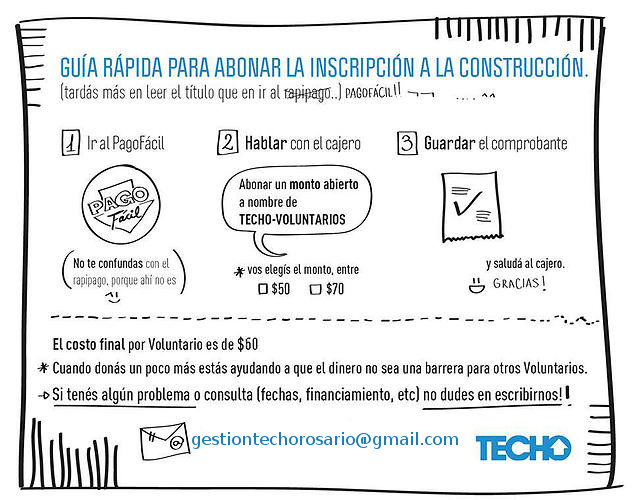 GUÍA RÁPIDA PARA ABONAR LA INSCRIPCIÓN A LA CONSTRUCCIÓN.
(tardás más en leer el título que en ir al rapipago..) PAGOFÁCIL!!
1 Ir al PagoFácil
PAGO
Fácil
(No te confundas con el
rapipago, porque ahí no es)
2 Hablar con el cajero
Abonar un monto abierto
a nombre de
TECHO-VOLUNTARIOS
* vos elegís el monto, entre
$50 $70
3 Guardar el comprobante
y saludá al cajero.
GRACIAS!
El costo final por Voluntario es de $60
* Cuando donás un poco más estás ayudando a que el dinero no sea una barrera para otros Voluntarios.
→ Si tenés algún problema o consulta (fechas, financiamiento, etc) no dudes en escribirnos!!
@ gestiontechorosario@gmail.com
TECHO